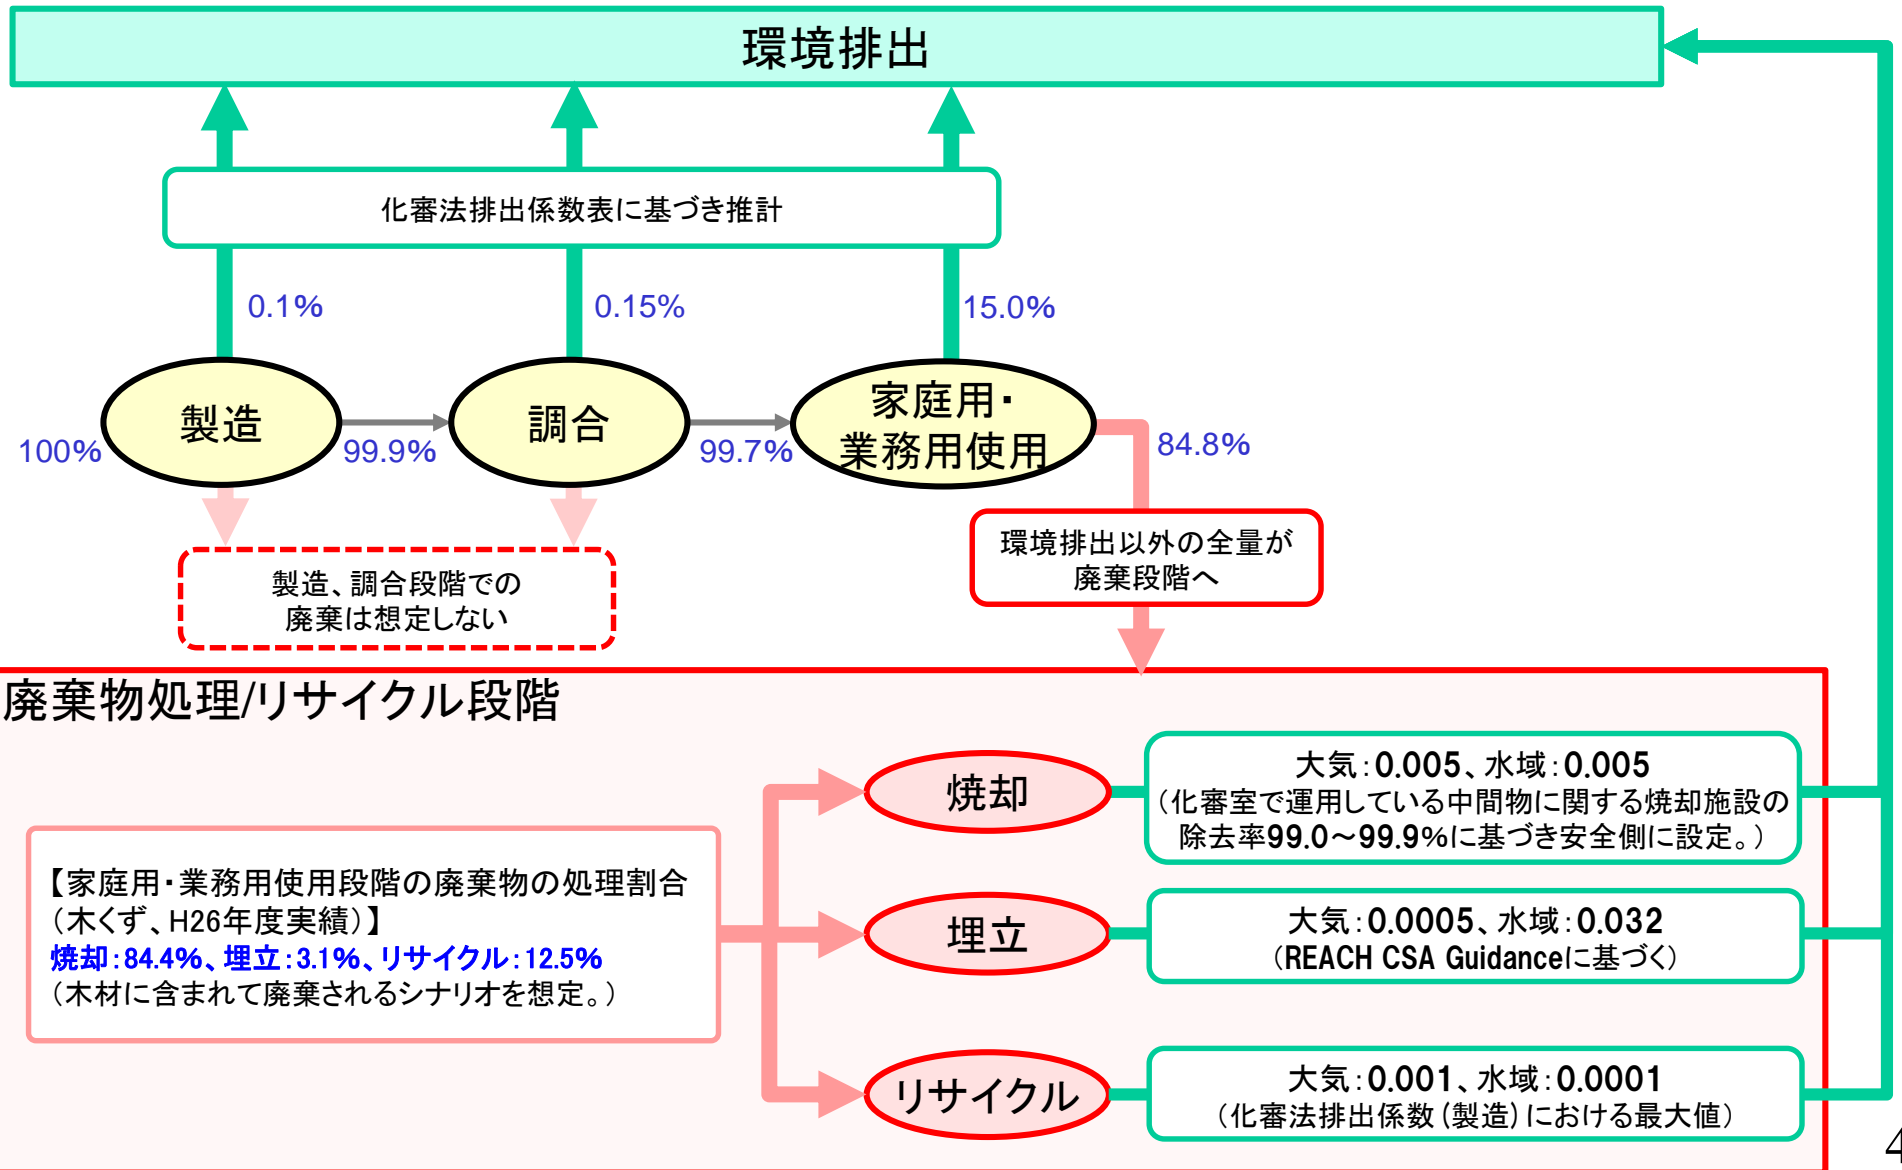 環境排出
化審法排出係数表に基づき推計
0.1%
0.15%
15.0%
製造
調合
家庭用・
業務用使用
100%
99.9%
99.7%
84.8%
製造、調合段階での
廃棄は想定しない
環境排出以外の全量が
廃棄段階へ
廃棄物処理/リサイクル段階
【家庭用・業務用使用段階の廃棄物の処理割合
（木くず、H26年度実績）】
焼却：84.4%、埋立：3.1%、リサイクル：12.5%
（木材に含まれて廃棄されるシナリオを想定。）
焼却
大気：0.005、水域：0.005
（化審室で運用している中間物に関する焼却施設の
除去率99.0～99.9%に基づき安全側に設定。）
埋立
大気：0.0005、水域：0.032
（REACH CSA Guidanceに基づく）
リサイクル
大気：0.001、水域：0.0001
（化審法排出係数（製造）における最大値）
4